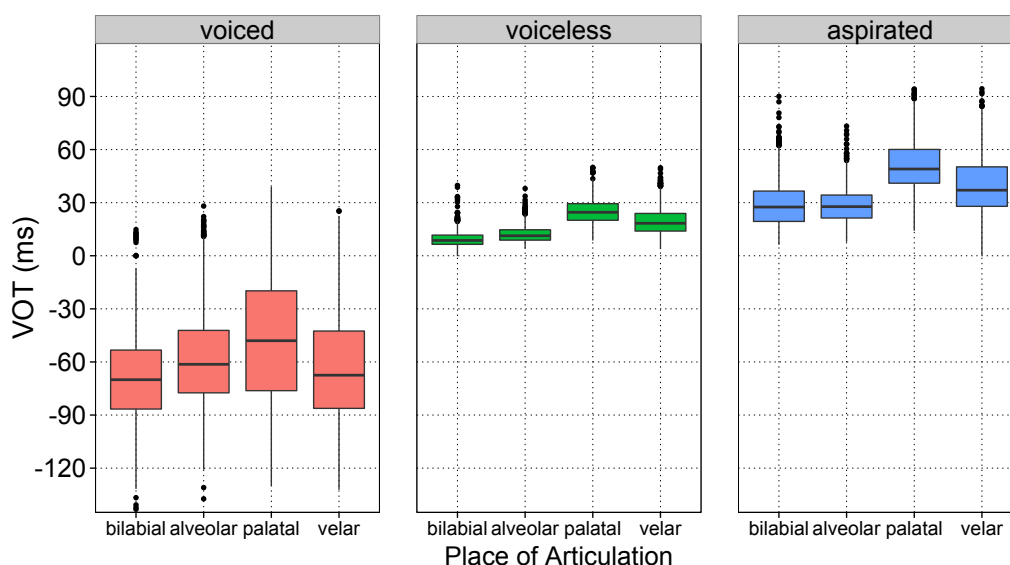 voiced voiceless aspirated
VOT (ms)
90
60
30
0
-30
-60
-90
-120
bilabial alveolar palatal velar bilabial alveolar palatal velar bilabial alveolar palatal velar
Place of Articulation